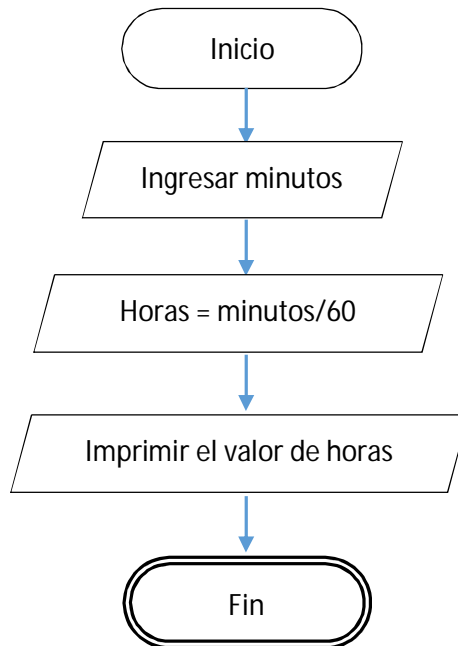 Inicio
Ingresar minutos
Horas = minutos/60
Imprimir el valor de horas
Fin